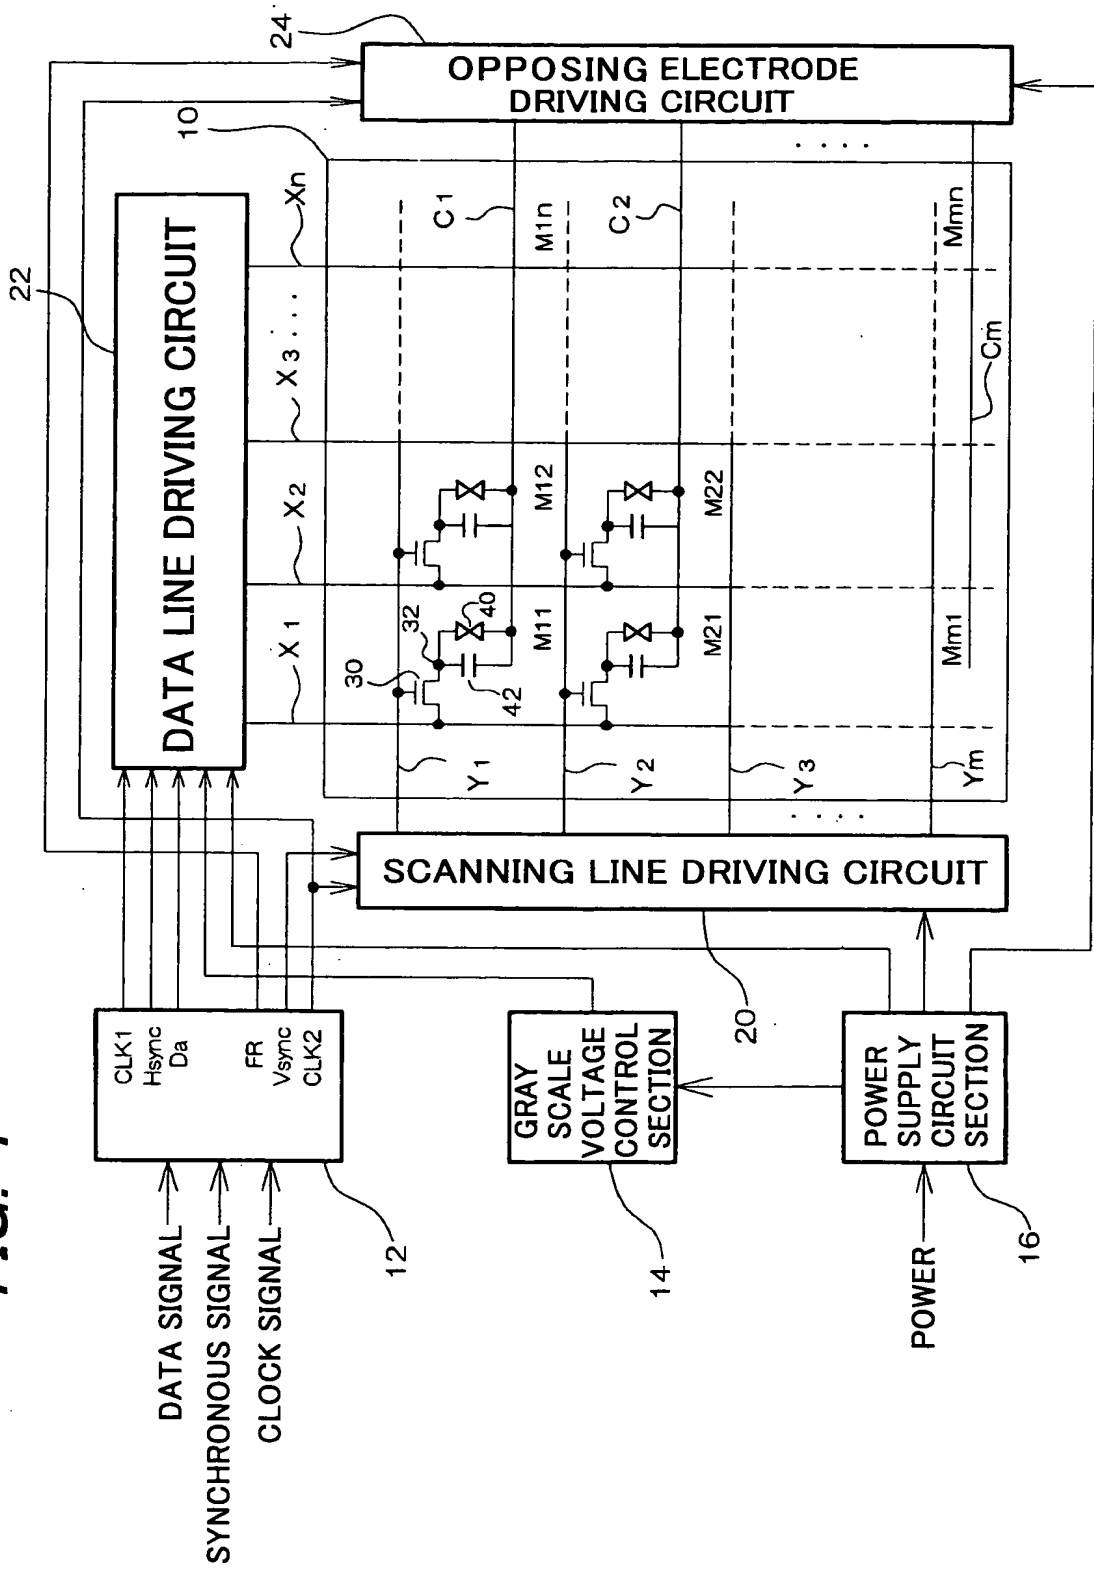 22
24
DATA LINE DRIVING CIRCUIT
10
OPPOSING ELECTRODE
DRIVING CIRCUIT
X1
X2
X3 . . . .
Xn
CLK1
Hsync
Da
FR
Vsync
CLK2
DATA SIGNAL
SYNCHRONOUS SIGNAL
CLOCK SIGNAL
12
30
32
40
42
Y1
C1
M11
M12
M1n
Y2
C2
M21
M22
Y3
Mm1
Mmn
Ym
Cm
SCANNING LINE DRIVING CIRCUIT
20
GRAY
SCALE
VOLTAGE
CONTROL
SECTION
14
POWER
SUPPLY
CIRCUIT
SECTION
16
POWER